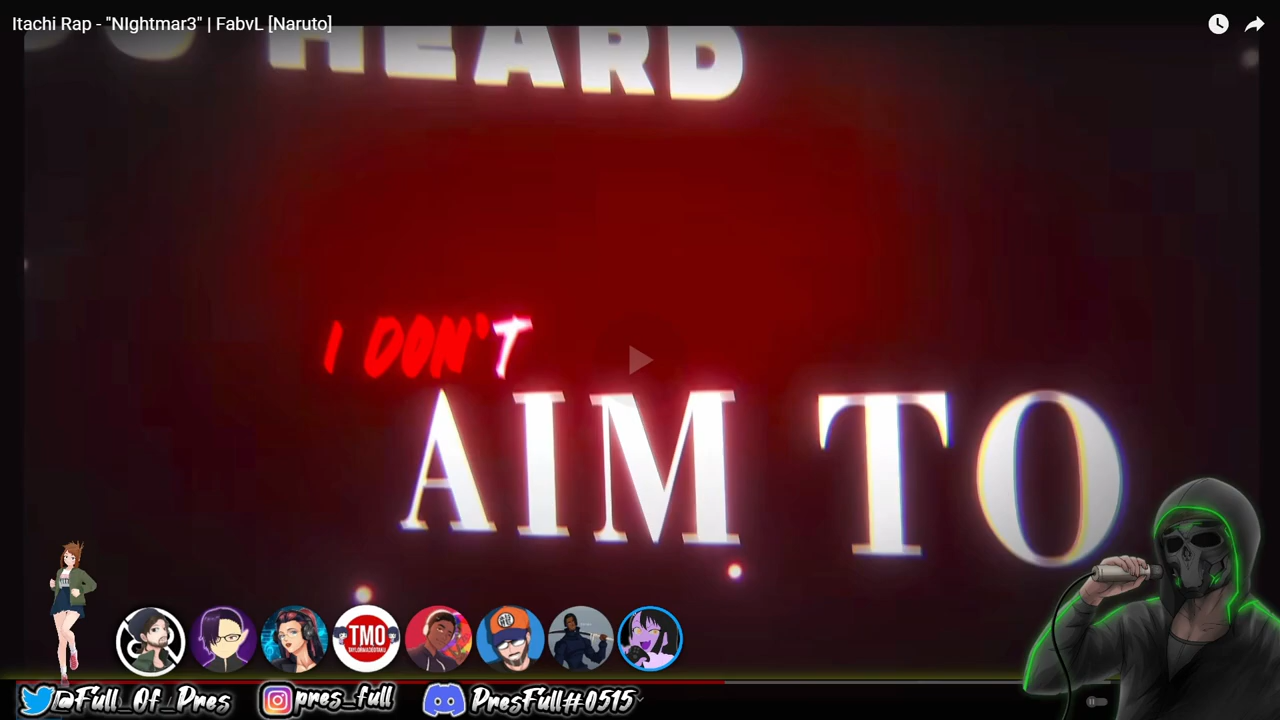 Itachi Rap - "NIghtmar3" | FabvL [Naruto]
HEARD
I DON'T
AIM TO
TMO
@Full_Of_Pres
pres_full
PresFull#0515